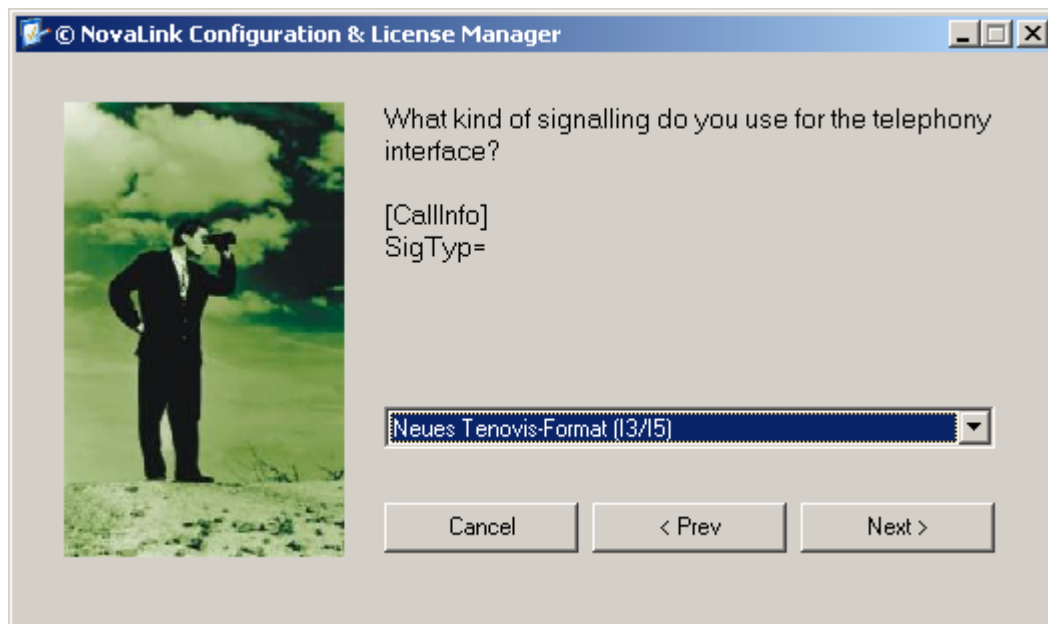 © NovaLink Configuration & License Manager
What kind of signalling do you use for the telephony
interface?
[CallInfo]
SigTyp=
Neues Tenovis-Format (I3/I5)
Cancel
< Prev
Next >